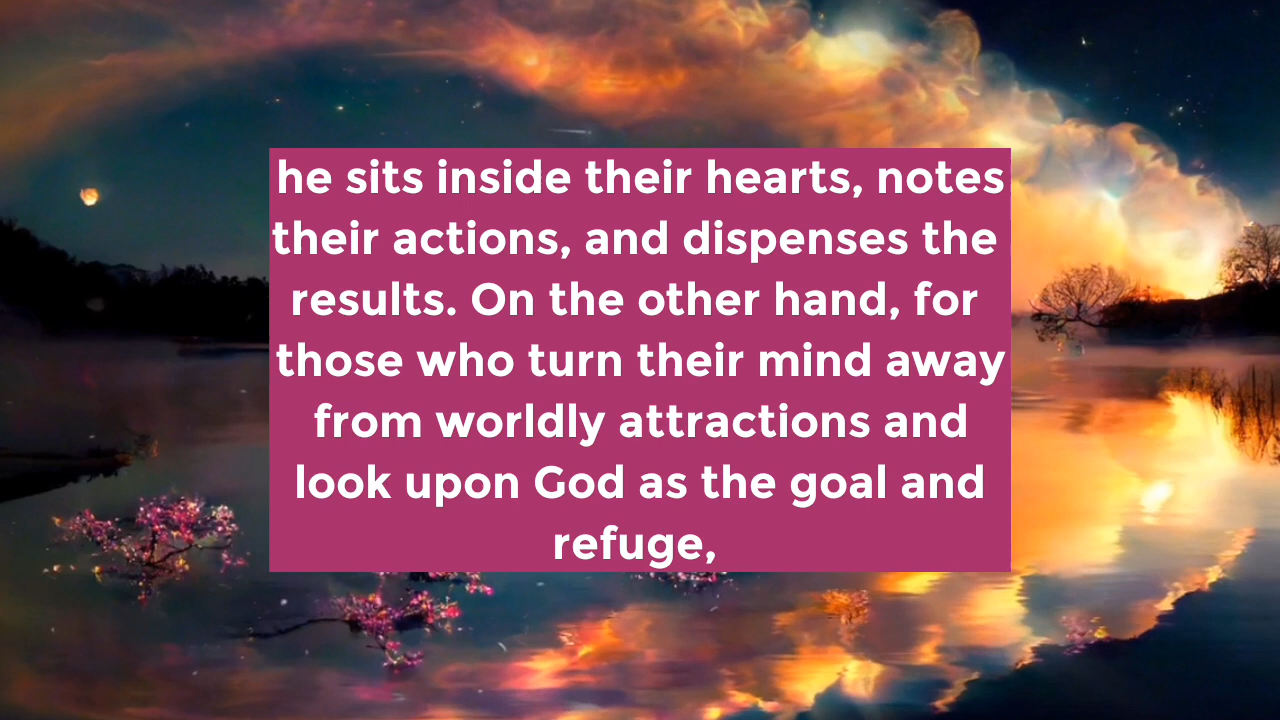 he sits inside their hearts, notes
their actions, and dispenses the
results. On the other hand, for
those who turn their mind away
from worldly attractions and
look upon God as the goal and
refuge,